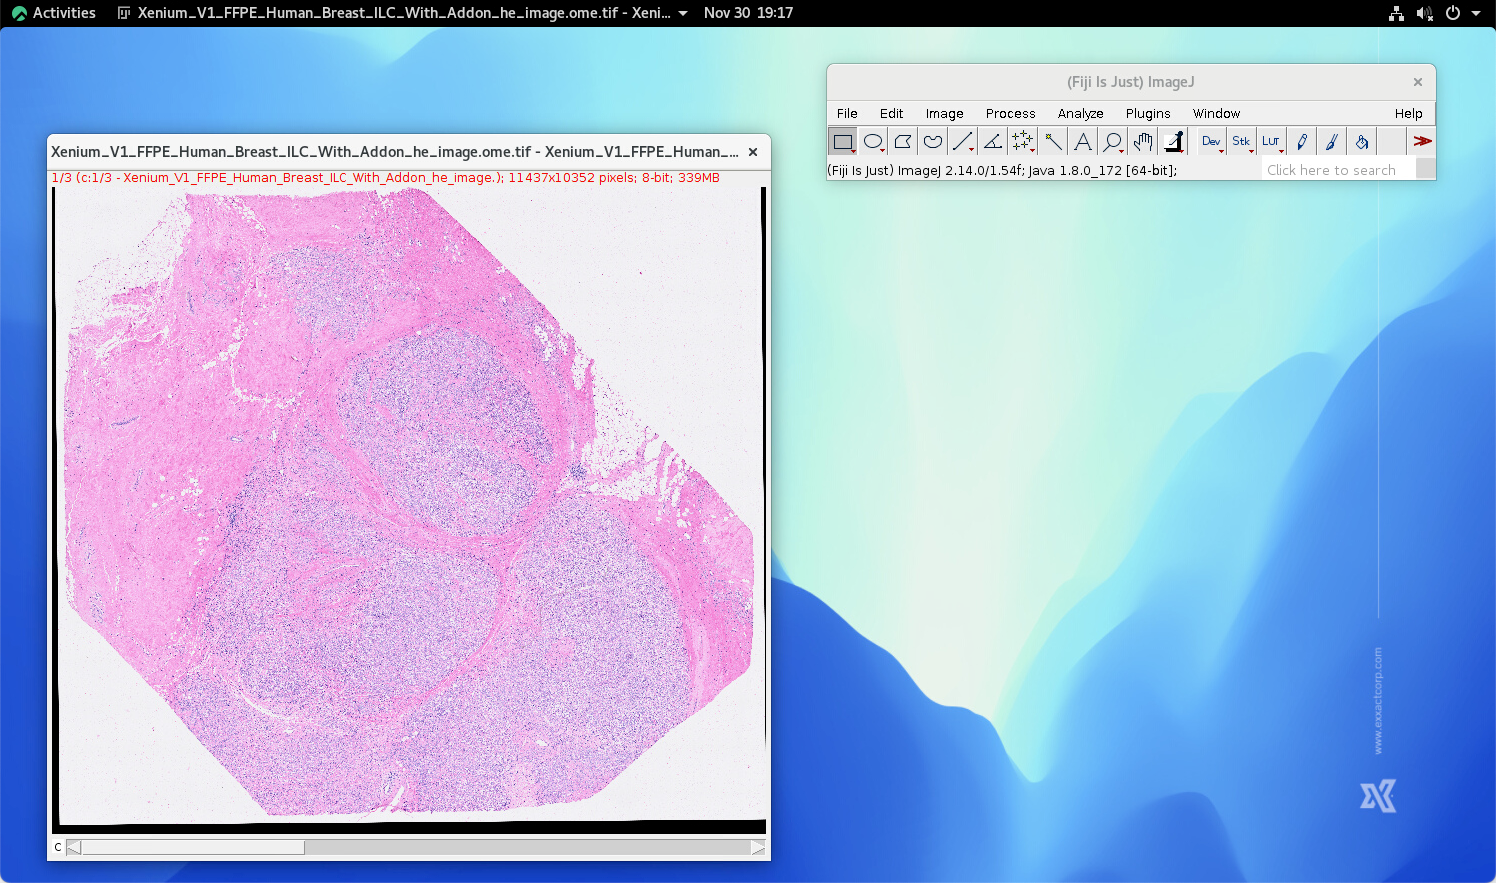 Activities
Xenium_V1_FFPE_Human_Breast_ILC_With_Addon_he_image.ome.tif - Xeni...
Nov 30 19:17
(Fiji Is Just) ImageJ
File Edit Image Process Analyze Plugins Window Help
Dev Stk LUT
(Fiji Is Just) ImageJ 2.14.0/1.54f; Java 1.8.0_172 [64-bit];
Click here to search
Xenium_V1_FFPE_Human_Breast_ILC_With_Addon_he_image.ome.tif - Xenium_V1_FFPE_Human_...
1/3 (c:1/3 - Xenium_V1_FFPE_Human_Breast_ILC_With_Addon_he_image.); 11437x10352 pixels; 8-bit; 339MB
c
www.exxactcorp.com